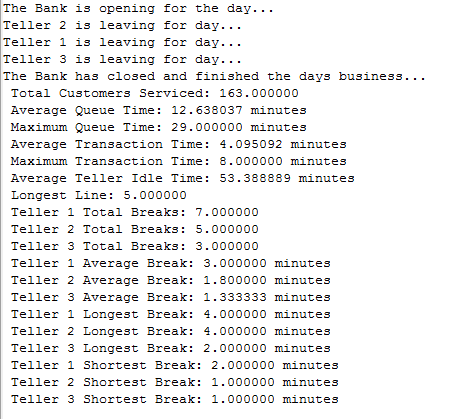 The Bank is opening for the day...
Teller 2 is leaving for day...
Teller 1 is leaving for day...
Teller 3 is leaving for day...
The Bank has closed and finished the days business...
Total Customers Serviced: 163.000000
Average Queue Time: 12.638037 minutes
Maximum Queue Time: 29.000000 minutes
Average Transaction Time: 4.095092 minutes
Maximum Transaction Time: 8.000000 minutes
Average Teller Idle Time: 53.388889 minutes
Longest Line: 5.000000
Teller 1 Total Breaks: 7.000000
Teller 2 Total Breaks: 5.000000
Teller 3 Total Breaks: 3.000000
Teller 1 Average Break: 3.000000 minutes
Teller 2 Average Break: 1.800000 minutes
Teller 3 Average Break: 1.333333 minutes
Teller 1 Longest Break: 4.000000 minutes
Teller 2 Longest Break: 4.000000 minutes
Teller 3 Longest Break: 2.000000 minutes
Teller 1 Shortest Break: 2.000000 minutes
Teller 2 Shortest Break: 1.000000 minutes
Teller 3 Shortest Break: 1.000000 minutes